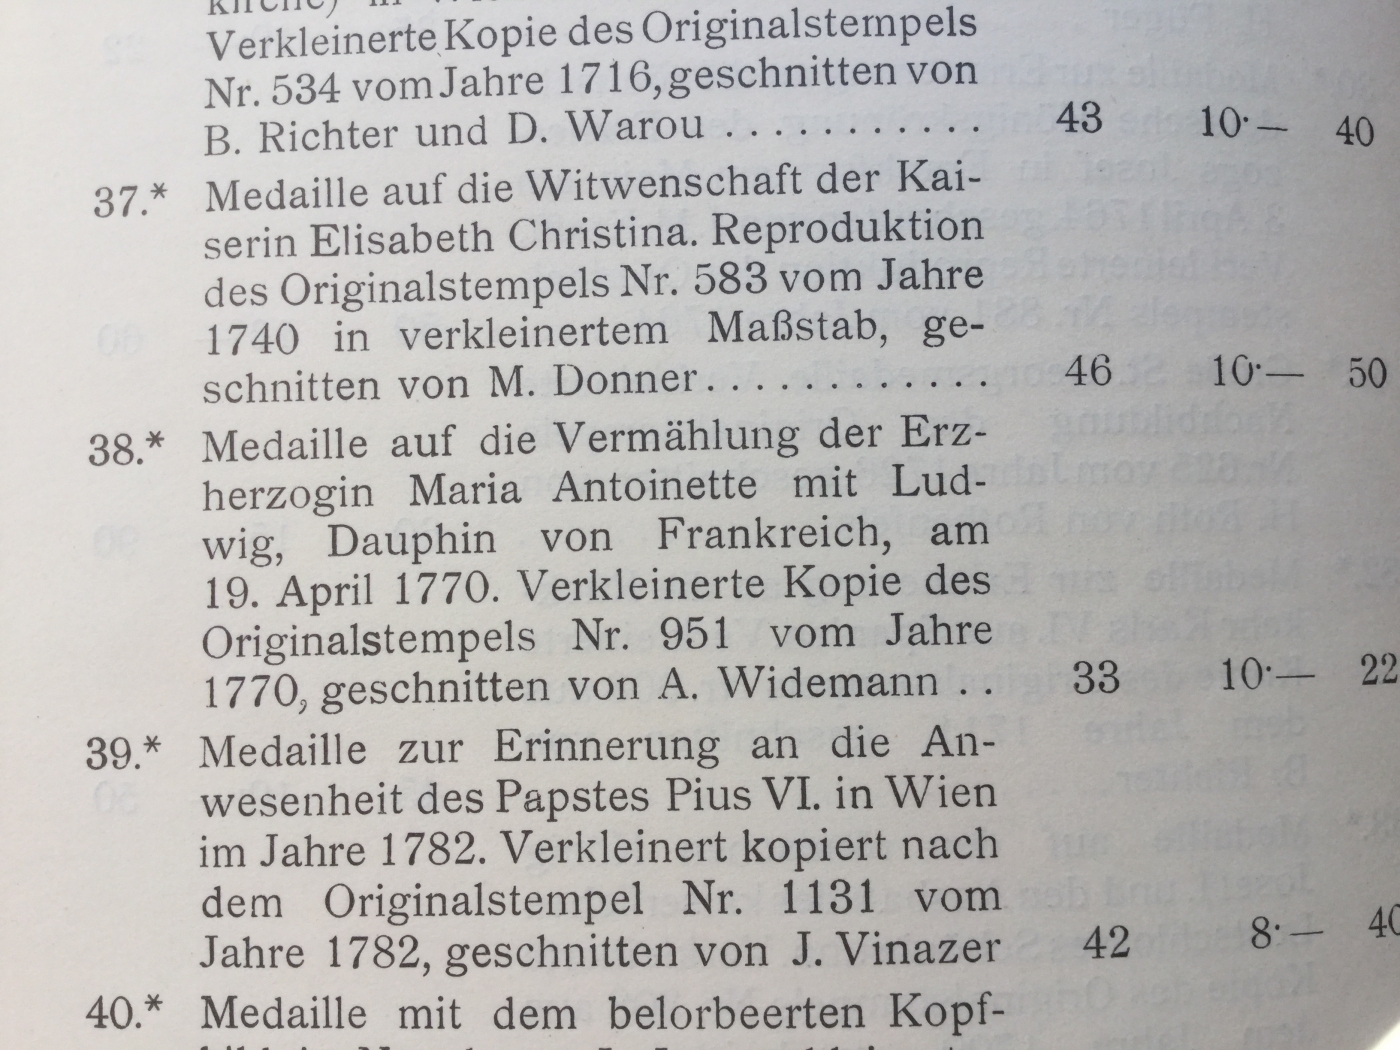 kirche) in
Verkleinerte Kopie des Originalstempels
Nr. 534 vom Jahre 1716, geschnitten von
B. Richter und D. Warou . . . . . . . . . . . 43 10·— 40
37.* Medaille auf die Witwenschaft der Kai-
serin Elisabeth Christina. Reproduktion
des Originalstempels Nr. 583 vom Jahre
1740 in verkleinertem Maßstab, ge-
schnitten von M. Donner . . . . . . . . . . . . 46 10·— 50
38.* Medaille auf die Vermählung der Erz-
herzogin Maria Antoinette mit Lud-
wig, Dauphin von Frankreich, am
19. April 1770. Verkleinerte Kopie des
Originalstempels Nr. 951 vom Jahre
1770, geschnitten von A. Widemann . . 33 10·— 22
39.* Medaille zur Erinnerung an die An-
wesenheit des Papstes Pius VI. in Wien
im Jahre 1782. Verkleinert kopiert nach
dem Originalstempel Nr. 1131 vom
Jahre 1782, geschnitten von J. Vinazer 42 8·— 40
40.* Medaille mit dem belorbeerten Kopf-